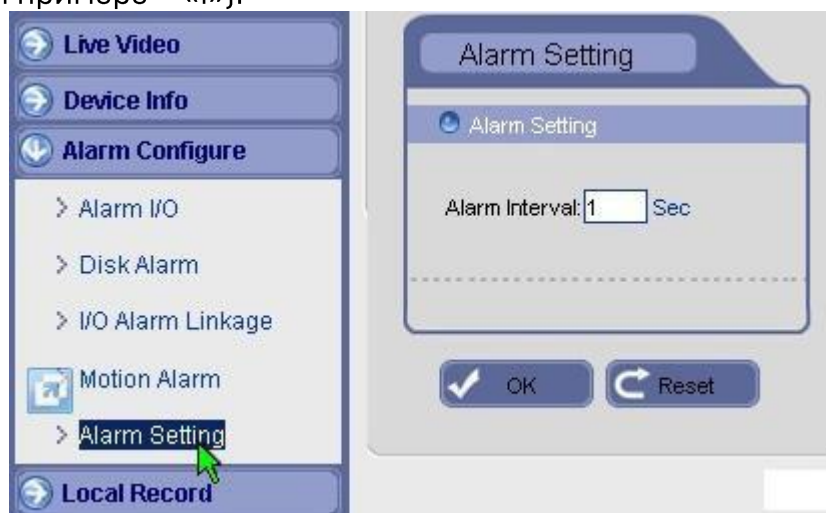 Live Video
Device Info
Alarm Configure
> Alarm I/O
> Disk Alarm
> I/O Alarm Linkage
Motion Alarm
> Alarm Setting
Local Record
Alarm Setting
Alarm Setting
Alarm Interval: 1 Sec
OK Reset